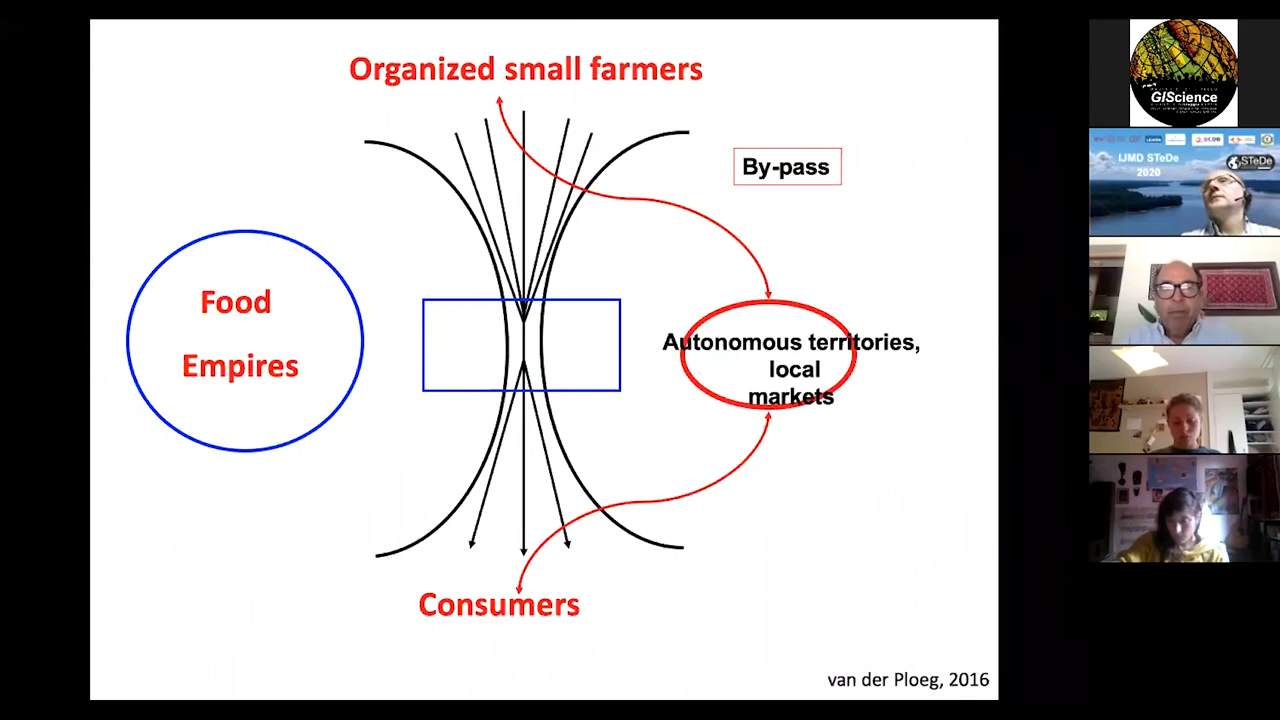 Organized small farmers
By-pass
Food
Empires
Autonomous territories,
local
markets
Consumers
van der Ploeg, 2016
GIScience
IJMD STeDe
2020
STeDe